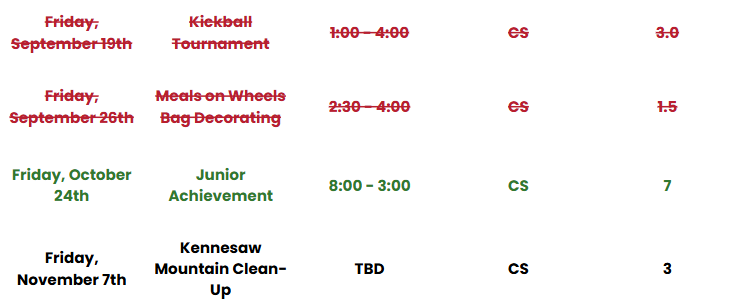 Friday, September 19th Kickball Tournament 1:00 - 4:00 CS 3.0
Friday, September 26th Meals on Wheels Bag Decorating 2:30 - 4:00 CS 1.5
Friday, October 24th Junior Achievement 8:00 - 3:00 CS 7
Friday, November 7th Kennesaw Mountain Clean-Up TBD CS 3